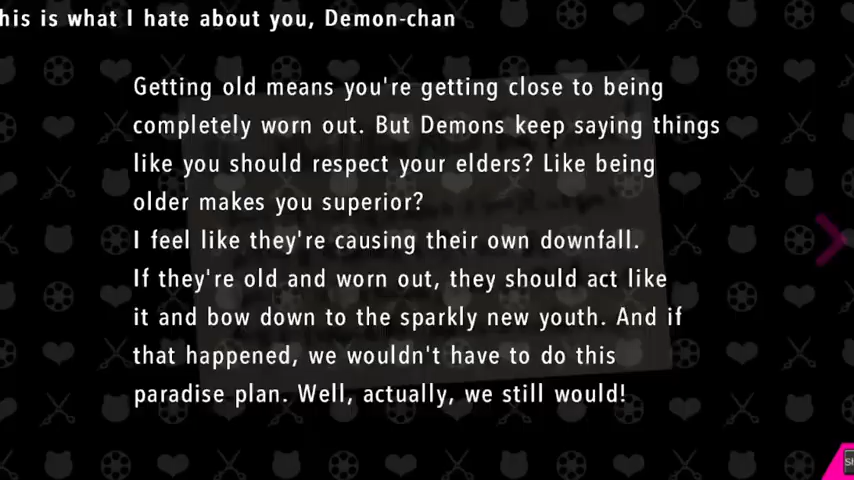 his is what I hate about you, Demon-chan
Getting old means you're getting close to being
completely worn out. But Demons keep saying things
like you should respect your elders? Like being
older makes you superior?
I feel like they're causing their own downfall.
If they're old and worn out, they should act like
it and bow down to the sparkly new youth. And if
that happened, we wouldn't have to do this
paradise plan. Well, actually, we still would!